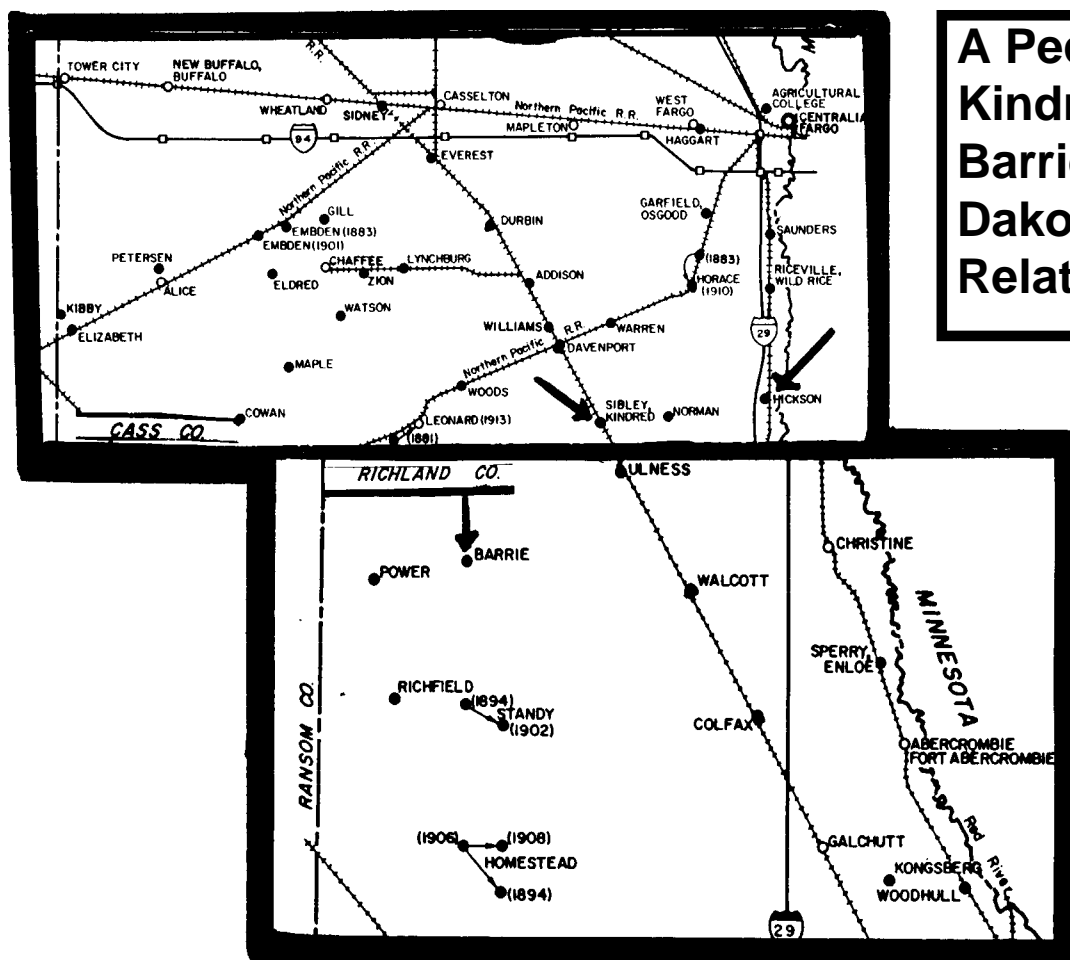 A Pe
Kindr
Barri
Dako
Relat
R.R.
TOWER CITY
NEW BUFFALO,
BUFFALO
WHEATLAND
SIDNEY
CASSELTON
Northern Pacific R.R.
MAPLETON
WEST
FARGO
HAGGART
AGRICULTURAL
COLLEGE
CENTRALIA
FARGO
94
EVEREST
Northern Pacific R.R.
GILL
EMBDEN (1883)
EMBDEN (1901)
DURBIN
GARFIELD,
OSGOOD
SAUNDERS
PETERSEN
ALICE
ELDRED
CHAFFEE
ZION
LYNCHBURG
ADDISON
(1883)
HORACE
(1910)
RICEVILLE,
WILD RICE
KIBBY
ELIZABETH
WATSON
WILLIAMS
WARREN
Northern Pacific R.R.
DAVENPORT
29
MAPLE
WOODS
HICKSON
COWAN
CASS CO.
LEONARD (1913)
(1881)
SIBLEY,
KINDRED
NORMAN
RICHLAND CO.
ULNESS
BARRIE
POWER
CHRISTINE
WALCOTT
MINNESOTA
SPERRY,
ENLOE
RANSOM CO.
RICHFIELD
(1894)
STANDY
(1902)
COLFAX
ABERCROMBIE
FORT ABERCROMBIE
(1906)
(1908)
HOMESTEAD
(1894)
GALCHUTT
Red River
KONGSBERG
WOODHULL
29